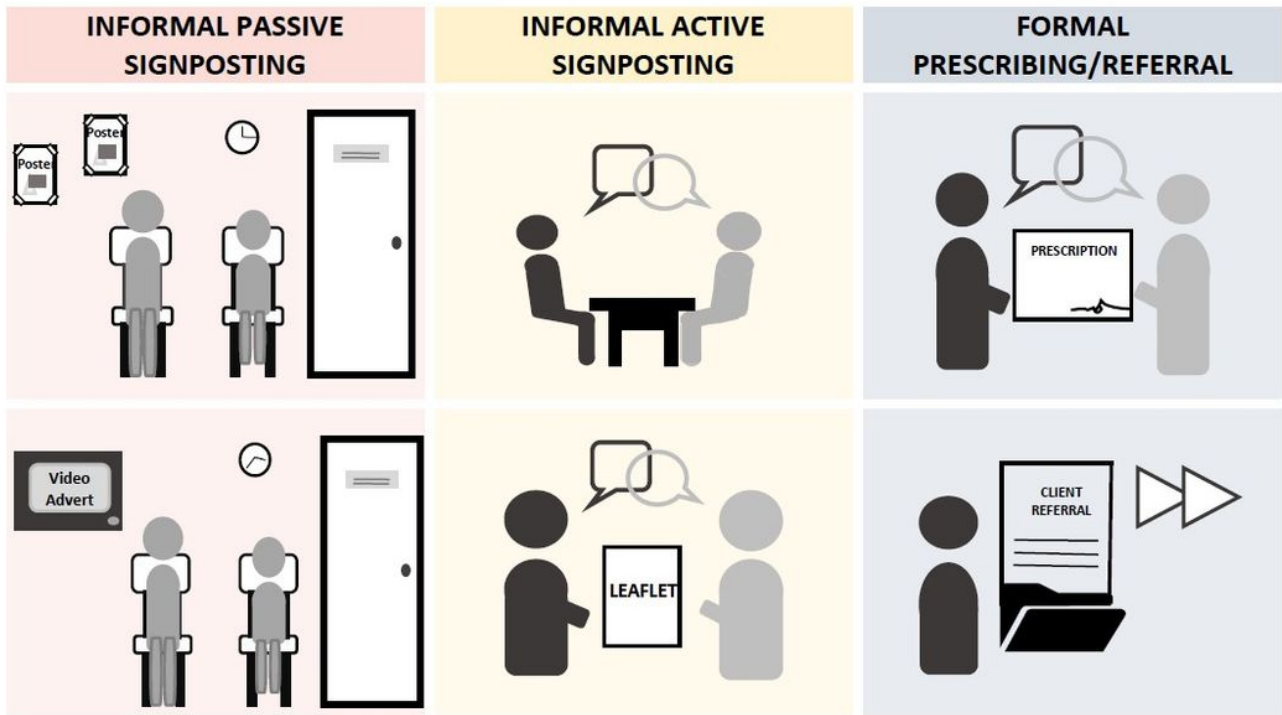 INFORMAL PASSIVE
SIGNPOSTING
INFORMAL ACTIVE
SIGNPOSTING
FORMAL
PRESCRIBING/REFERRAL
Poster
Poster
PRESCRIPTION
Video
Advert
LEAFLET
CLIENT
REFERRAL